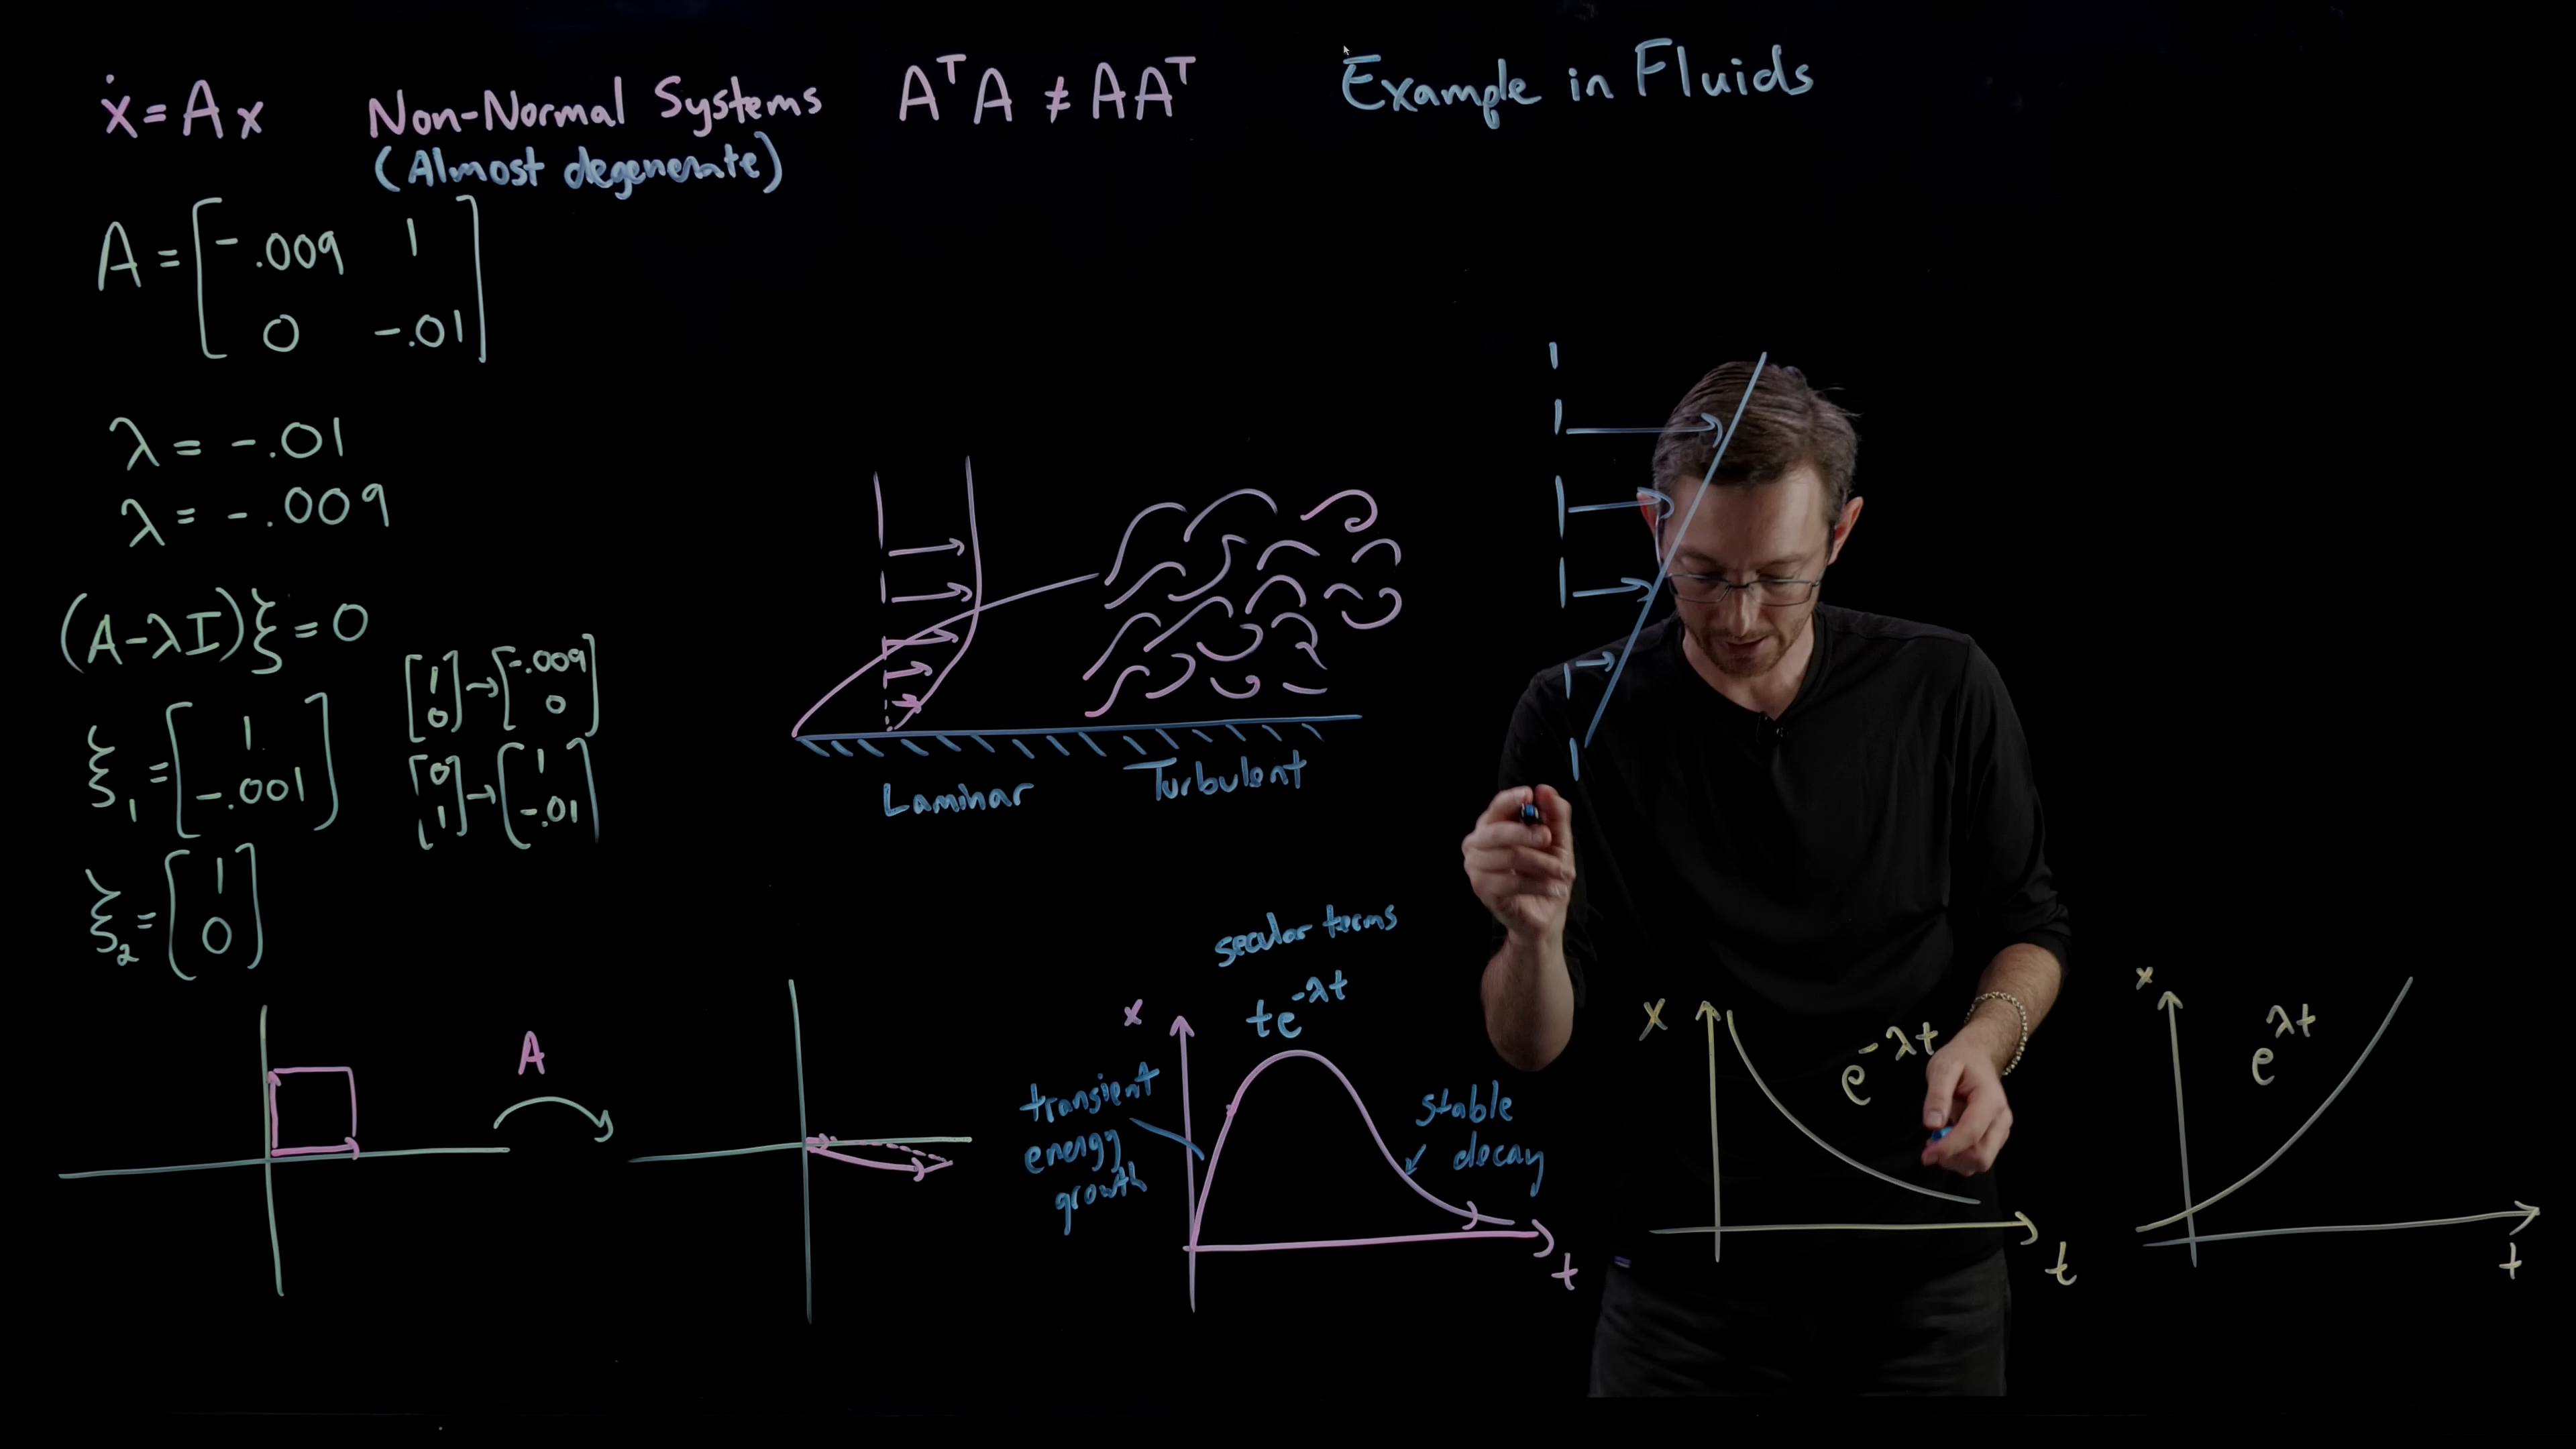 ẋ = Ax Non-Normal Systems AᵀA ≠ AAᵀ Example in Fluids
(Almost degenerate)
A = [-.009 1
0 -.01]
λ = -.01
λ = -.009
(A-λI)ξ = 0
[1 0] → [-.009 0]
ξ₁ = [1 -.001]
[0 1] → [1 -.01]
ξ₂ = [1 0]
Laminar Turbulent
A
secular terms
te^-λt
x
transient
energy
growth
stable
decay
t
x
e^-λt
t
x
e^λt
t